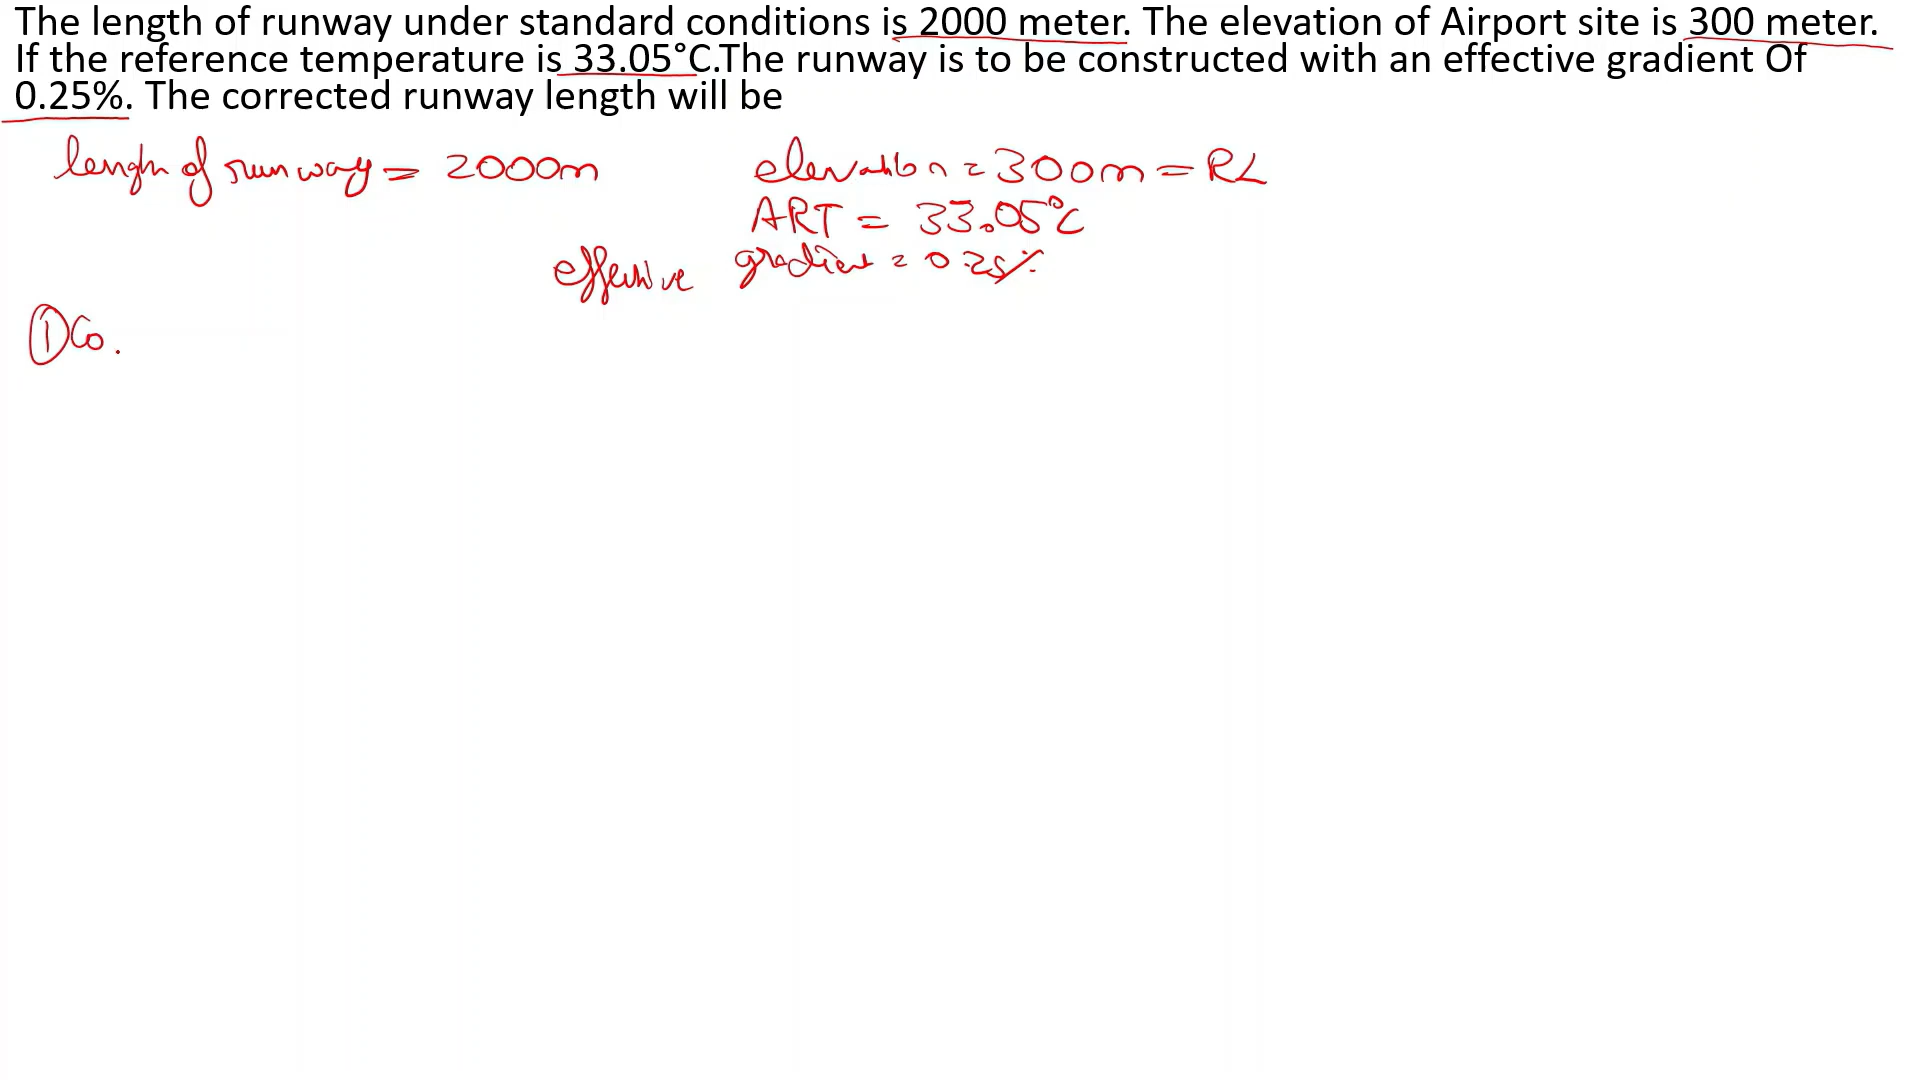 The length of runway under standard conditions is 2000 meter. The elevation of Airport site is 300 meter.
If the reference temperature is 33.05°C.The runway is to be constructed with an effective gradient Of
0.25%. The corrected runway length will be
length of runway = 2000m elevation = 300m = RL
ART = 33.05°C
effective gradient = 0.25%
① Co.